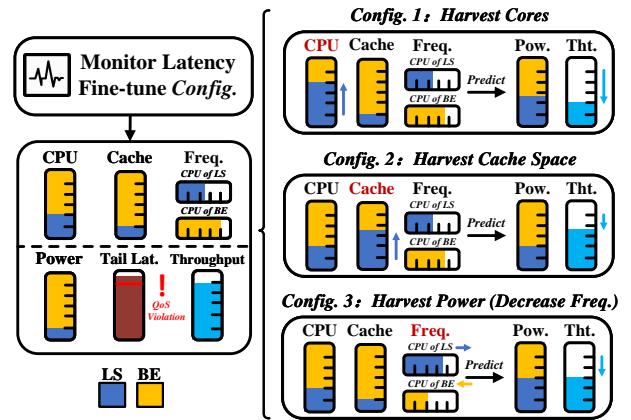 Monitor Latency
Fine-tune Config.
CPU Cache Freq.
CPU of LS
CPU of BE
Power Tail Lat. Throughput
!
QoS
Violation
LS BE
Config. 1: Harvest Cores
CPU Cache Freq. Pow. Tht.
CPU of LS
Predict
CPU of BE
Config. 2: Harvest Cache Space
CPU Cache Freq. Pow. Tht.
CPU of LS
Predict
CPU of BE
Config. 3: Harvest Power (Decrease Freq.)
CPU Cache Freq. Pow. Tht.
CPU of LS
Predict
CPU of BE